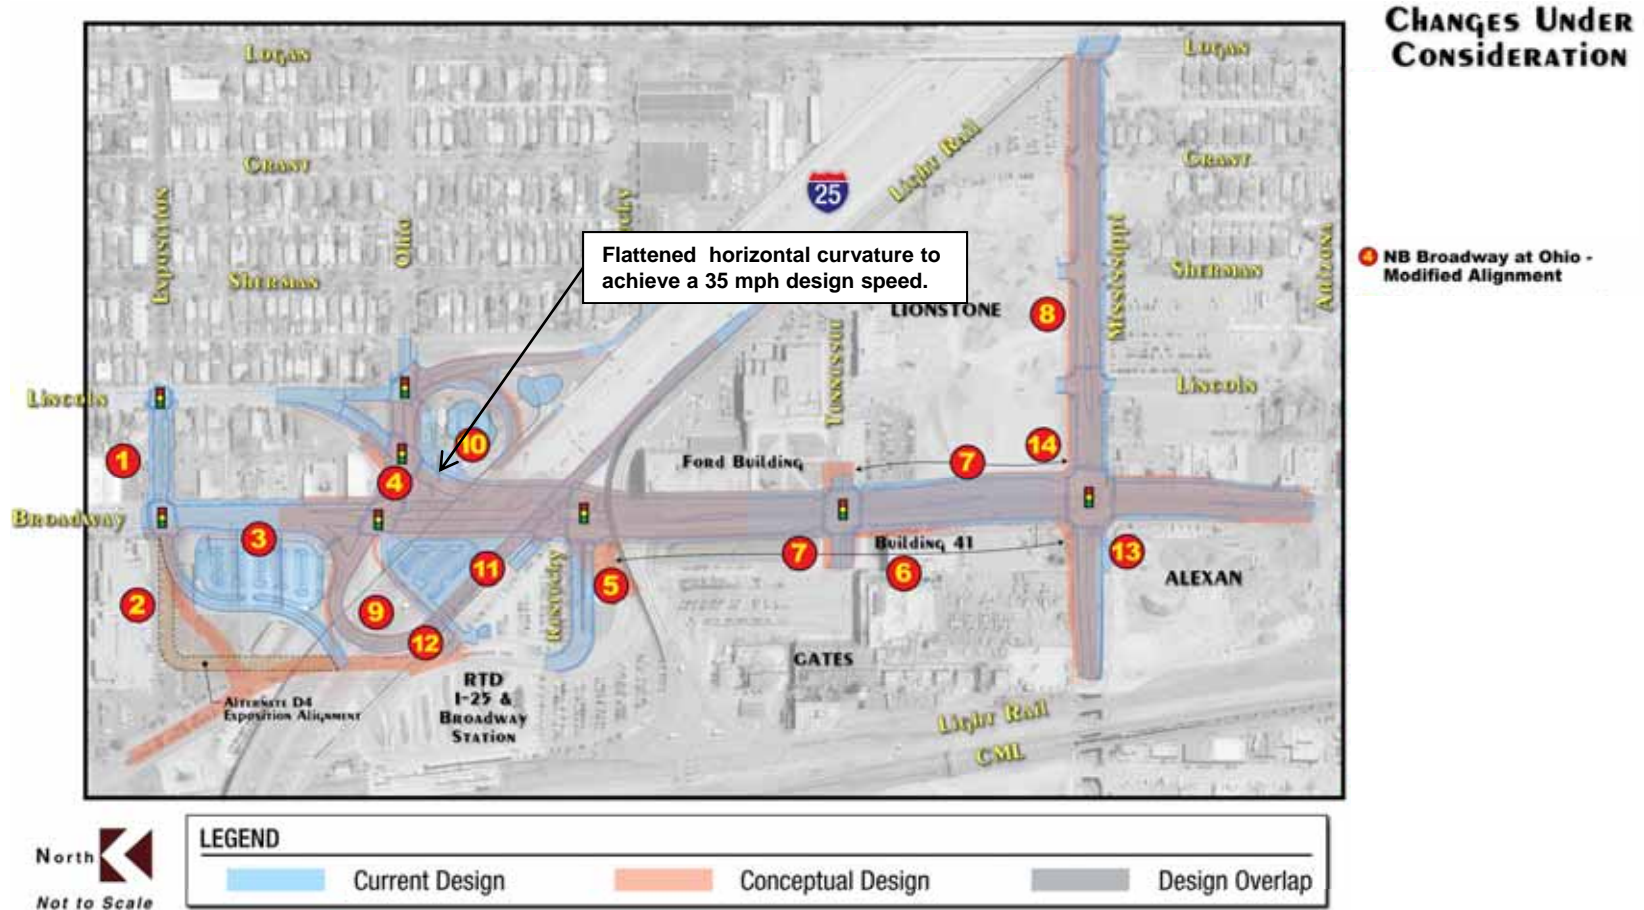 Changes Under
Consideration
Logan
Logan
Grant
Grant
Light Rail
25
Exposition
Ohio
Mississippi
Arizona
Flattened horizontal curvature to
achieve a 35 mph design speed.
4 NB Broadway at Ohio -
Modified Alignment
Sherman
Sherman
LIONSTONE
8
Tennessee
Lincoln
Lincoln
1
10
14
7
4
Ford Building
Broadway
3
11
7
Building 41
6
13
ALEXAN
Kentucky
5
2
9
12
GATES
RTD
I-25 &
Broadway
Station
Alternate D4
Exposition Alignment
Light Rail
CML
North
Not to Scale
LEGEND
Current Design
Conceptual Design
Design Overlap